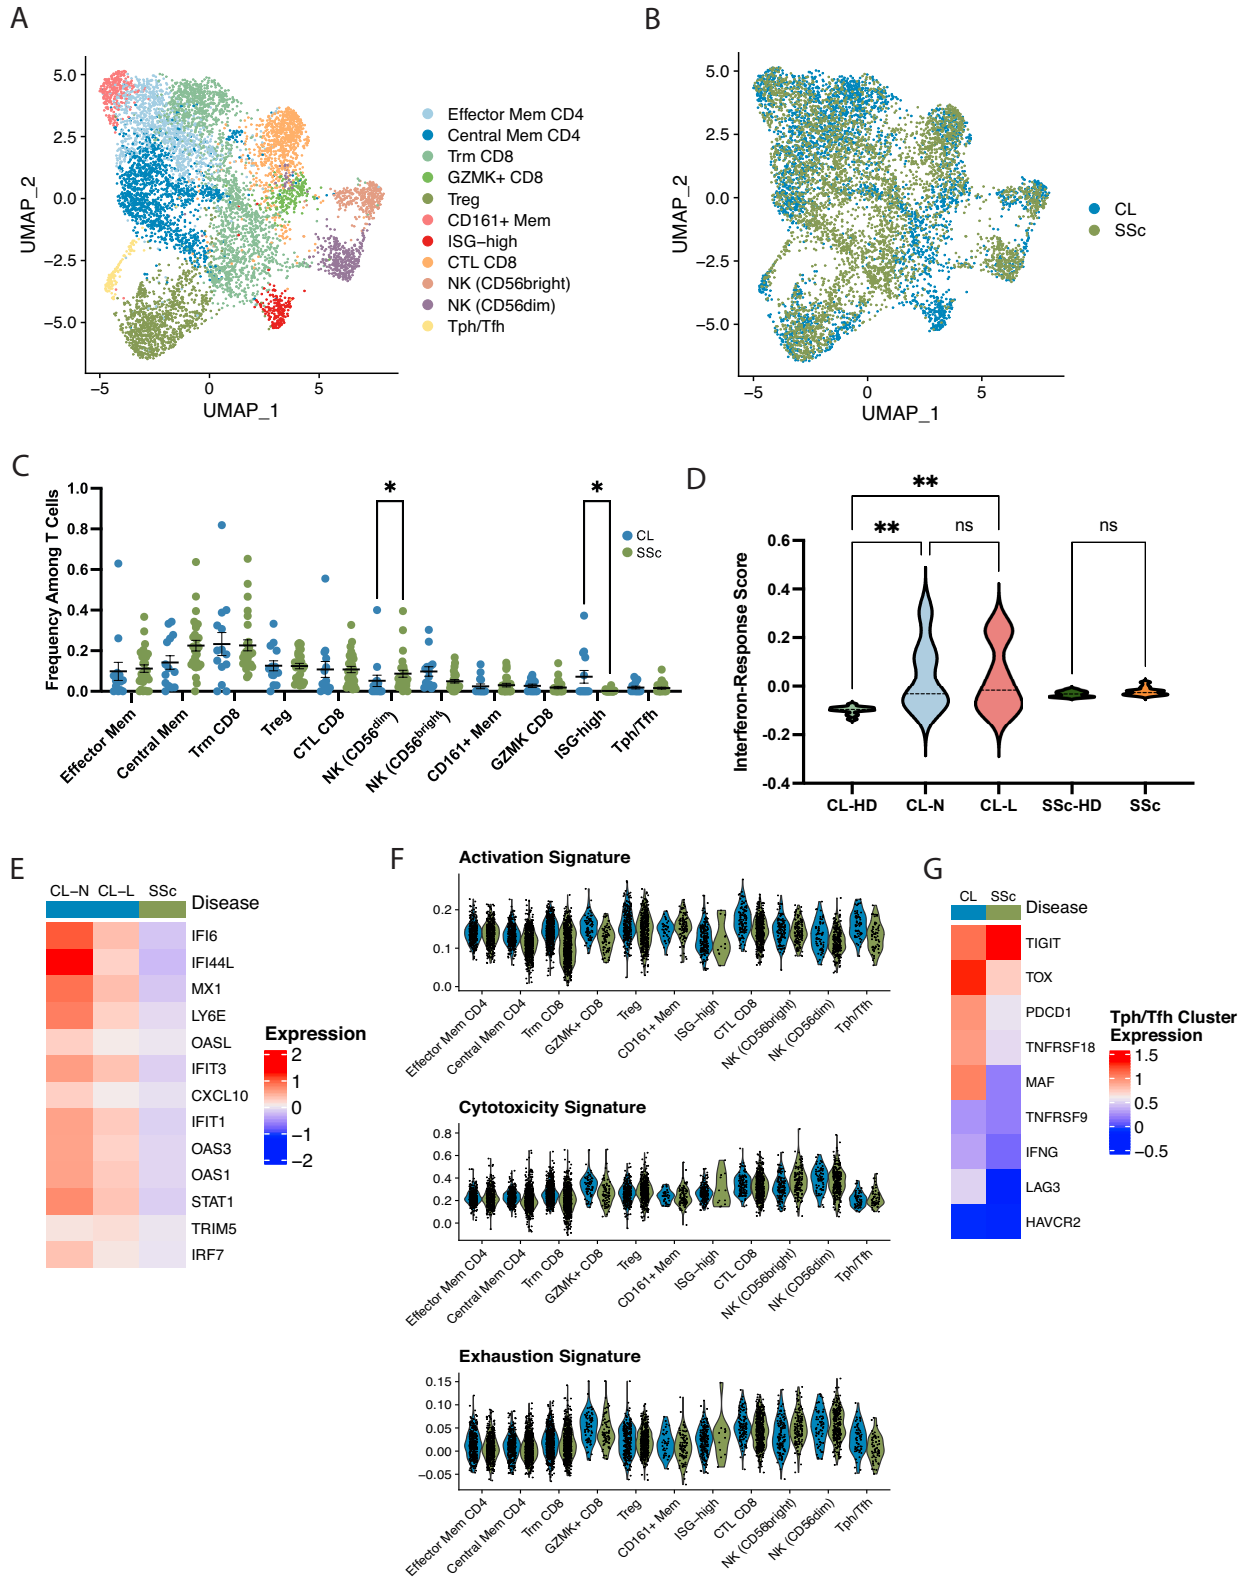 A
5.0
2.5
0.0
−2.5
−5.0
UMAP_2
−5
0
5
UMAP_1
Effector Mem CD4
Central Mem CD4
Trm CD8
GZMK+ CD8
Treg
CD161+ Mem
ISG−high
CTL CD8
NK (CD56bright)
NK (CD56dim)
Tph/Tfh
B
5.0
2.5
0.0
−2.5
−5.0
UMAP_2
−5
0
5
UMAP_1
CL
SSc
C
Frequency Among T Cells
1.0
0.8
0.6
0.4
0.2
0.0
*
*
CL
SSc
Effector Mem
Central Mem
Trm CD8
Treg
CTL CD8
NK (CD56dim)
NK (CD56bright)
CD161+ Mem
GZMK CD8
ISG-high
Tph/Tfh
D
Interferon-Response Score
0.6
0.4
0.2
0.0
-0.2
-0.4
**
**
ns
ns
CL-HD
CL-N
CL-L
SSc-HD
SSc
E
CL−N CL−L SSc
Disease
IFI6
IFI44L
MX1
LY6E
OASL
IFIT3
CXCL10
IFIT1
OAS3
OAS1
STAT1
TRIM5
IRF7
Expression
2
1
0
−1
−2
F
Activation Signature
0.2
0.1
0.0
Effector Mem CD4
Central Mem CD4
Trm CD8
GZMK+ CD8
Treg
CD161+ Mem
ISG−high
CTL CD8
NK (CD56bright)
NK (CD56dim)
Tph/Tfh
Cytotoxicity Signature
0.8
0.6
0.4
0.2
0.0
Effector Mem CD4
Central Mem CD4
Trm CD8
GZMK+ CD8
Treg
CD161+ Mem
ISG−high
CTL CD8
NK (CD56bright)
NK (CD56dim)
Tph/Tfh
Exhaustion Signature
0.15
0.10
0.05
0.00
−0.05
Effector Mem CD4
Central Mem CD4
Trm CD8
GZMK+ CD8
Treg
CD161+ Mem
ISG−high
CTL CD8
NK (CD56bright)
NK (CD56dim)
Tph/Tfh
G
CL SSc
Disease
TIGIT
TOX
PDCD1
TNFRSF18
MAF
TNFRSF9
IFNG
LAG3
HAVCR2
Tph/Tfh Cluster
Expression
1.5
1
0.5
0
−0.5